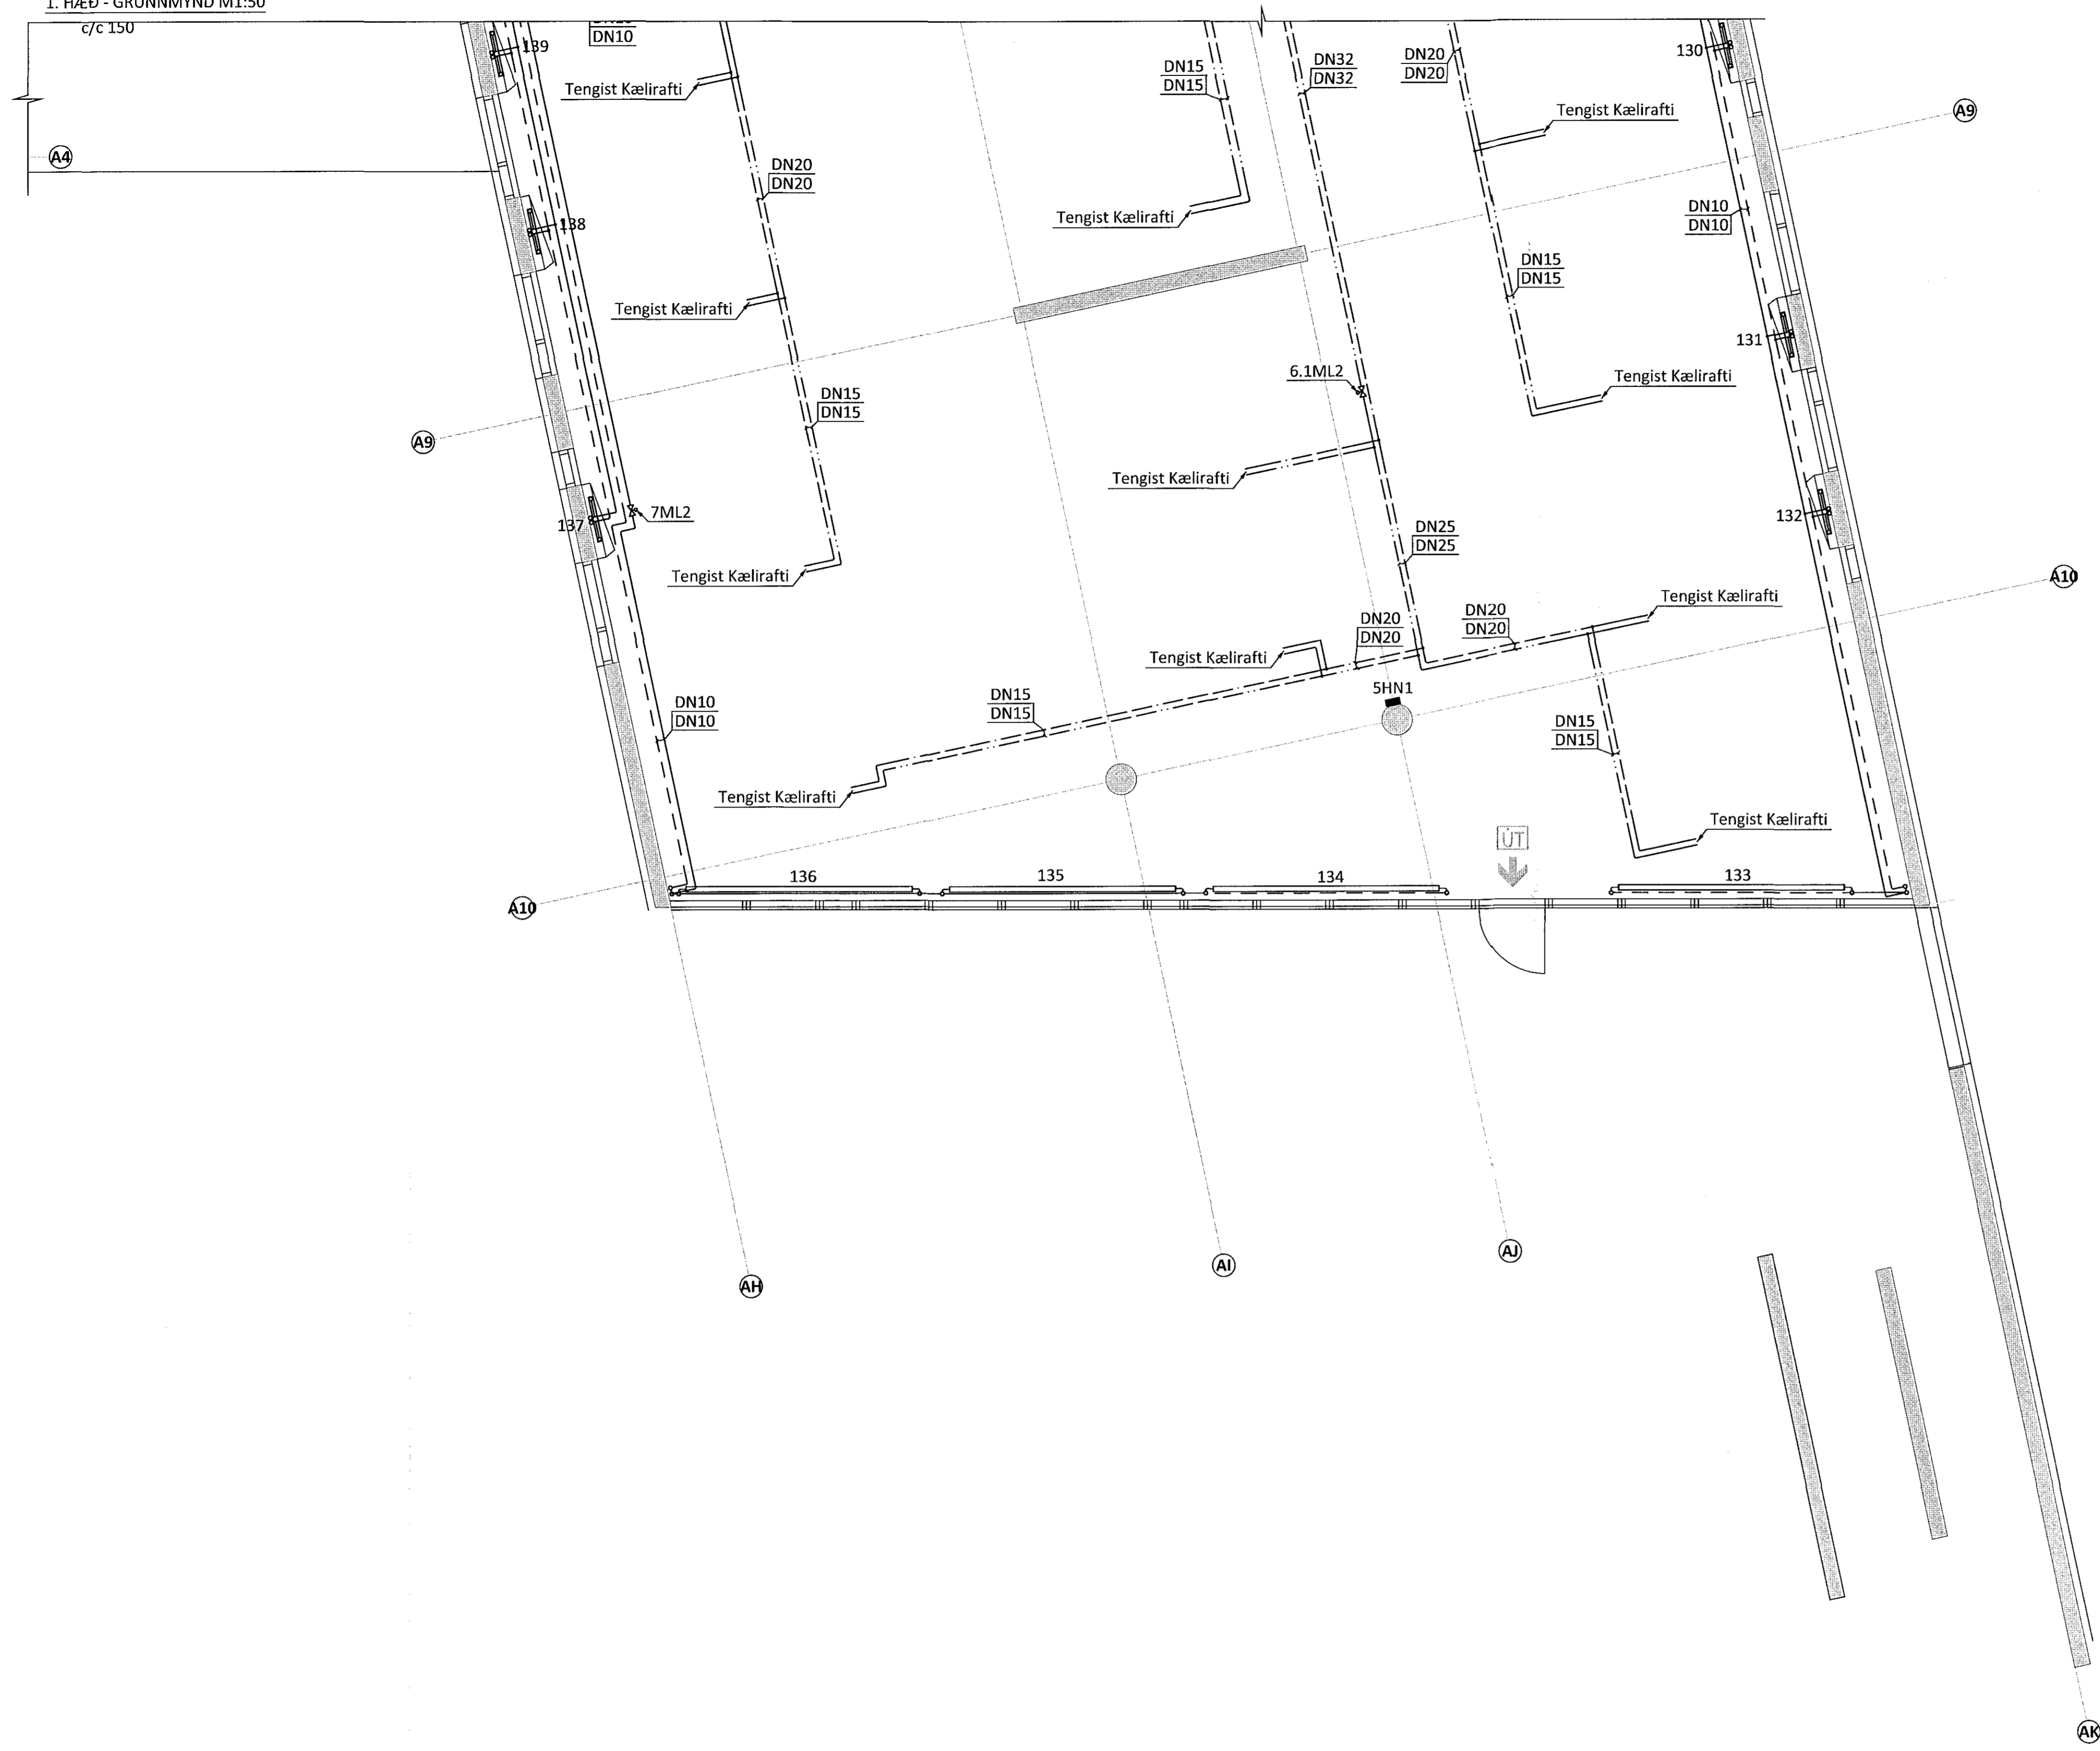 1. HÆÐ - GRUNNMYND M1:50
c/c 150
139
DN10
Tengist Kælirafti
DN15
DN15
DN32
DN32
DN20
DN20
130
Tengist Kælirafti
A9
A4
DN20
DN20
138
Tengist Kælirafti
DN10
DN10
DN15
DN15
Tengist Kælirafti
131
6.1ML2
Tengist Kælirafti
DN15
DN15
A9
Tengist Kælirafti
137
7ML2
132
DN25
DN25
Tengist Kælirafti
A10
Tengist Kælirafti
DN20
DN20
DN20
DN20
Tengist Kælirafti
5HN1
DN10
DN10
DN15
DN15
DN15
DN15
Tengist Kælirafti
Tengist Kælirafti
ÚT
136
135
134
133
A10
AH
AI
AJ
AK